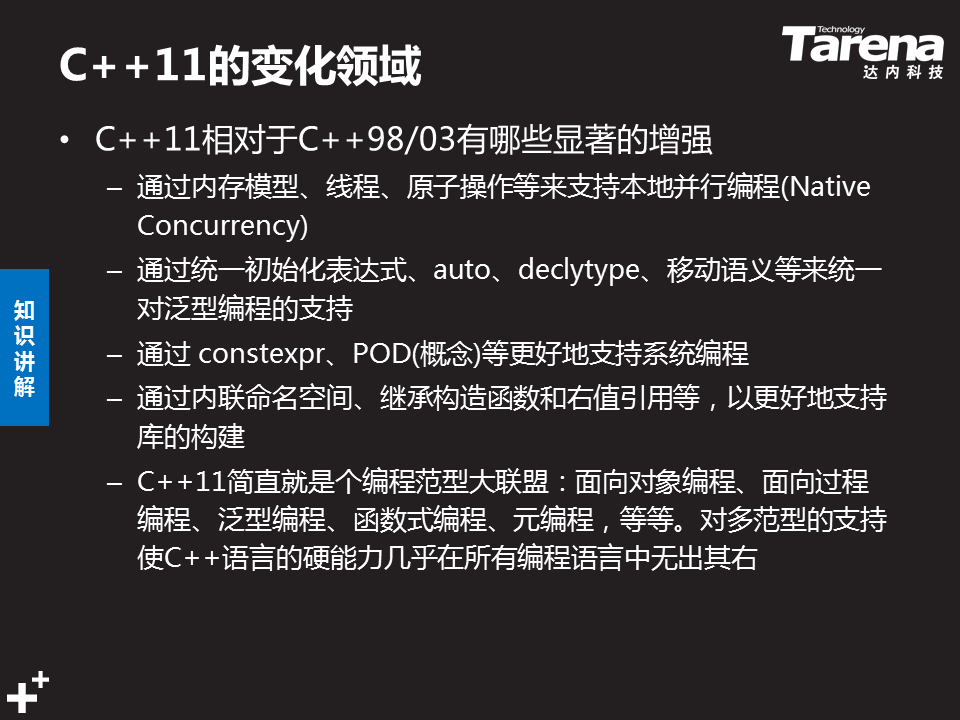 C++11的变化领域
Technology
Tarena
达内科技
• C++11相对于C++98/03有哪些显著的增强
– 通过内存模型、线程、原子操作等来支持本地并行编程(Native
Concurrency)
– 通过统一初始化表达式、auto、declytype、移动语义等来统一
对泛型编程的支持
– 通过 constexpr、POD(概念)等更好地支持系统编程
– 通过内联命名空间、继承构造函数和右值引用等，以更好地支持
库的构建
– C++11简直就是个编程范型大联盟：面向对象编程、面向过程
编程、泛型编程、函数式编程、元编程，等等。对多范型的支持
使C++语言的硬能力几乎在所有编程语言中无出其右
知识讲解